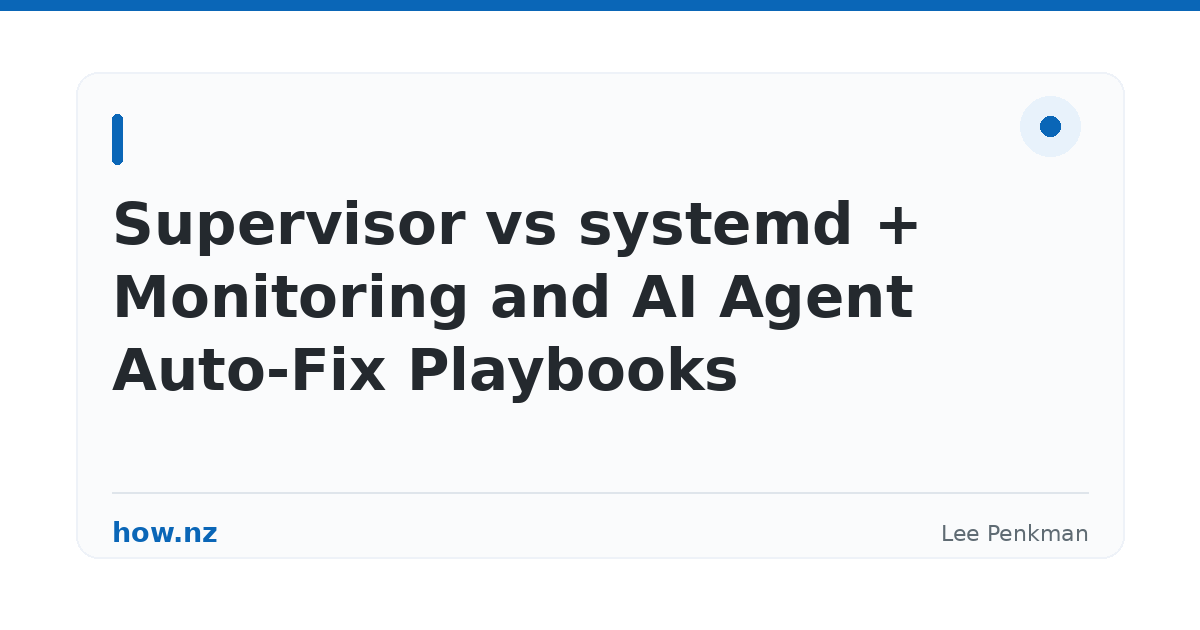 Supervisor vs systemd +
Monitoring and AI Agent
Auto-Fix Playbooks
how.nz
Lee Penkman